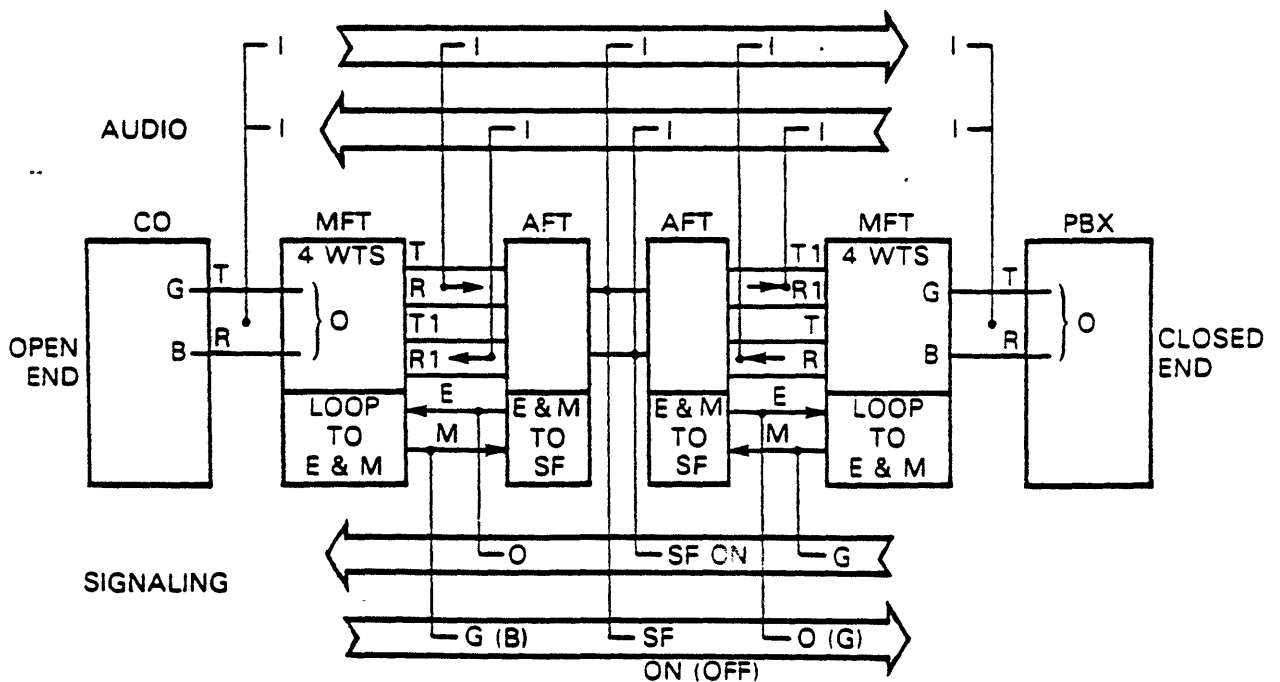 I I I I I
AUDIO I I I I I
CO MFT AFT AFT MFT PBX
4 WTS T T1 4 WTS
G T R R1 G T
O T1 T O
OPEN END B R R1 R B R CLOSED END
E E
LOOP TO E & M M E & M TO SF E & M TO SF M LOOP TO E & M
O SF ON G
SIGNALING
G (B) SF O (G)
ON (OFF)